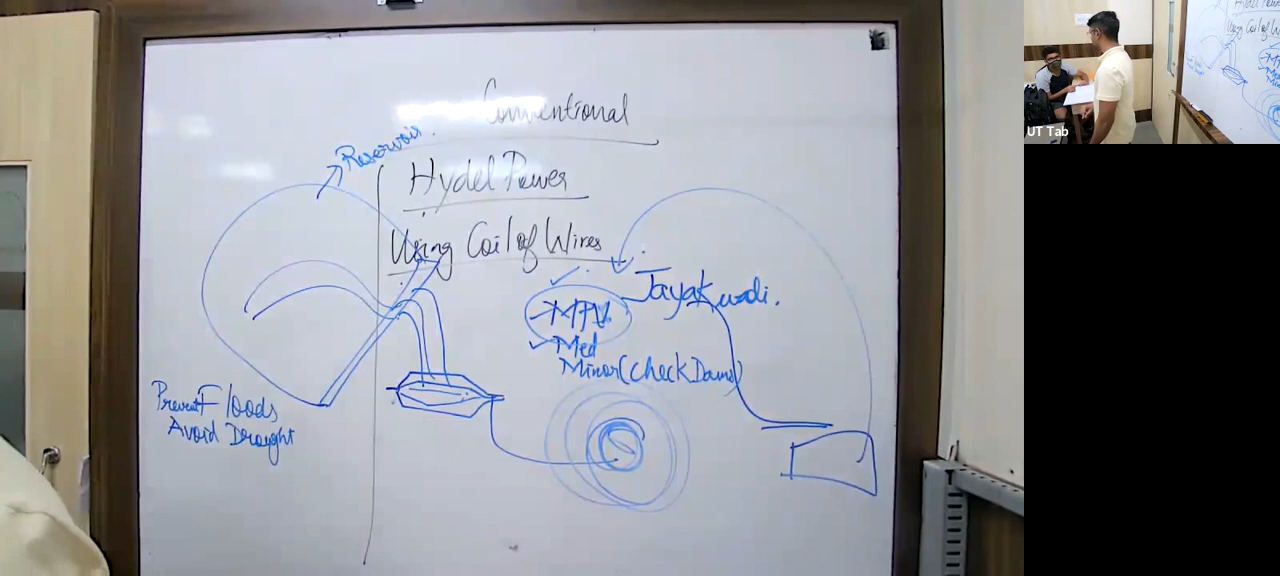 Conventional
Reservoir.
Hydel Power
Using Coil of Wires
Jayakwadi.
MPV
Med
Minor (Check Dams)
Prevent Floods
Avoid Drought
UT Tab